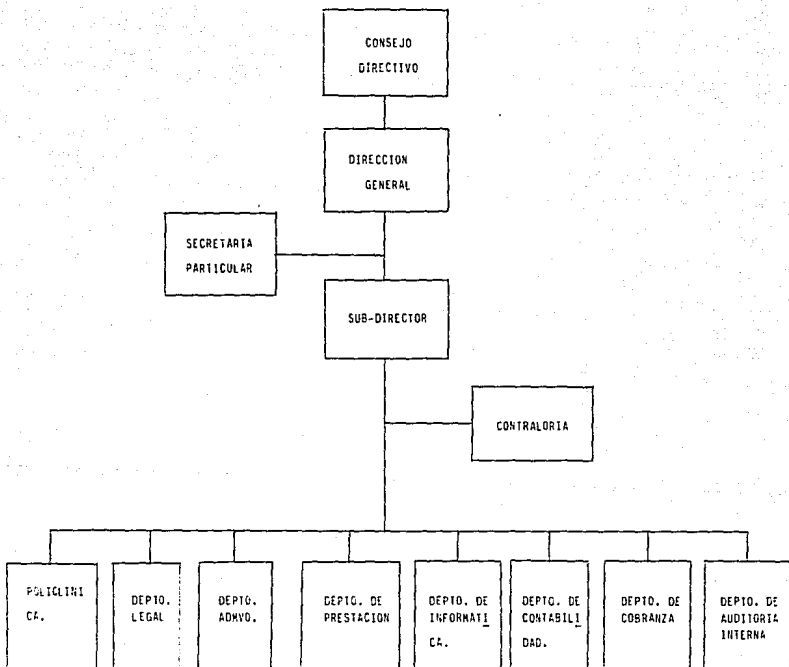 CONSEJO
DIRECTIVO
DIRECCION
GENERAL
SECRETARIA
PARTICULAR
SUB-DIRECTOR
CONTRALORIA
POLICLINI
CA.
DEPTO.
LEGAL
DEPTO.
ADMVO.
DEPTO. DE
PRESTACION
DEPTO. DE
INFORMATI
CA.
DEPTO. DE
CONTABILI
DAD.
DEPTO. DE
COBRANZA
DEPTO. DE
AUDITORIA
INTERNA